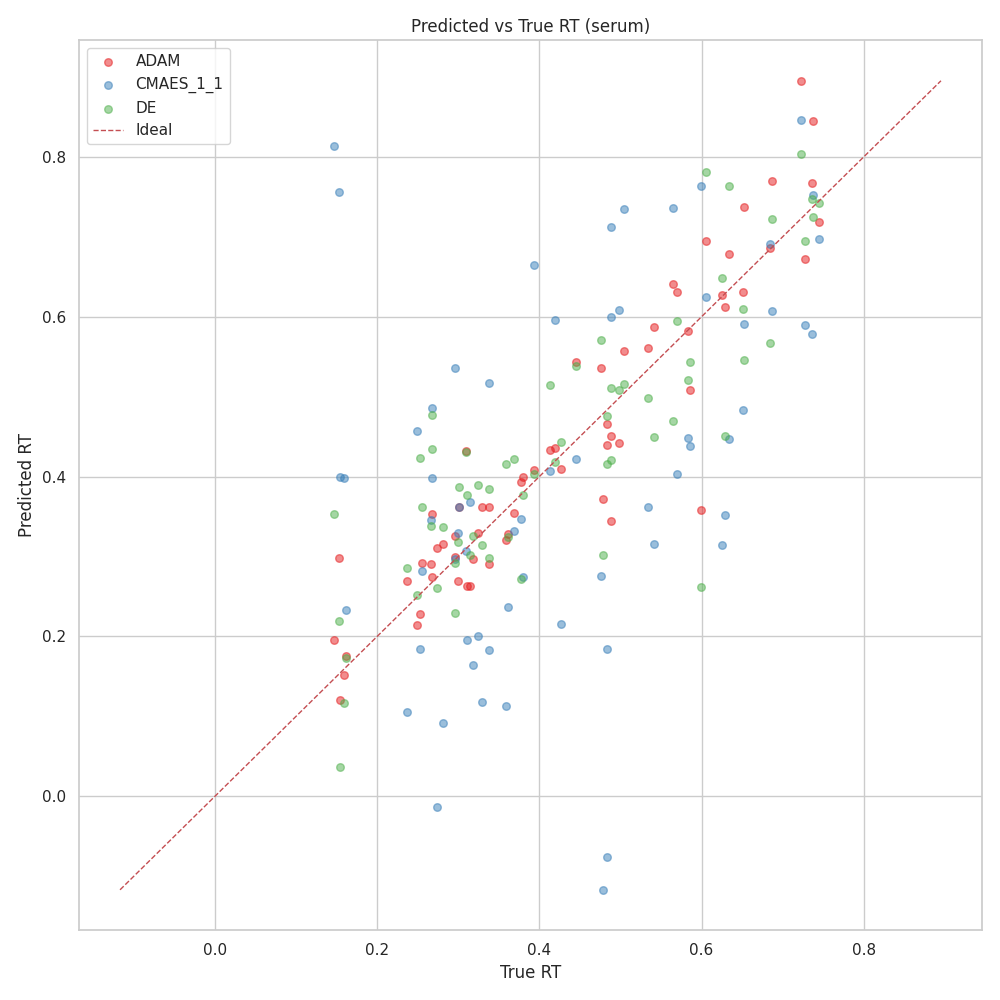 Predicted vs True RT (serum)
ADAM
CMAES_1_1
DE
Ideal
Predicted RT
0.8
0.6
0.4
0.2
0.0
0.0 0.2 0.4 0.6 0.8
True RT